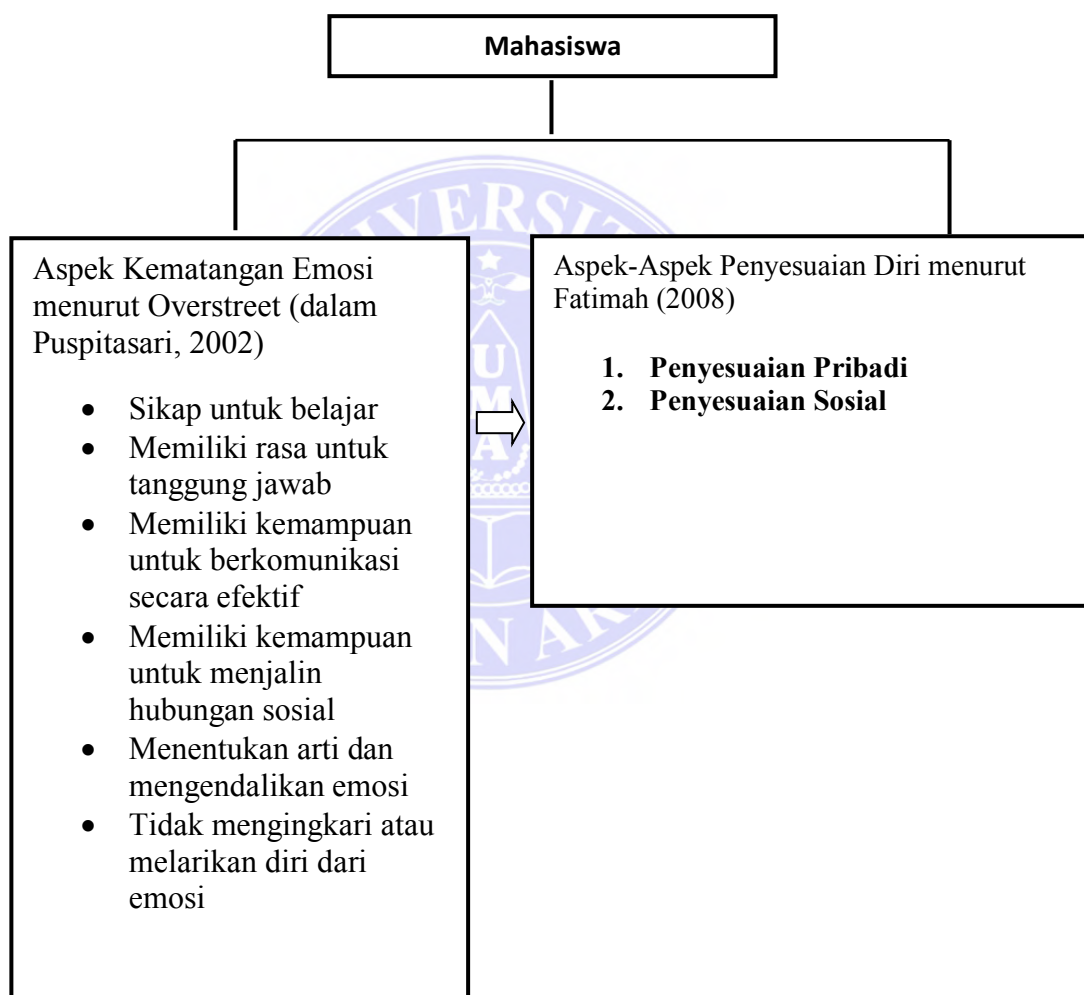 Mahasiswa
Aspek Kematangan Emosi
menurut Overstreet (dalam
Puspitasari, 2002)
• Sikap untuk belajar
• Memiliki rasa untuk
tanggung jawab
• Memiliki kemampuan
untuk berkomunikasi
secara efektif
• Memiliki kemampuan
untuk menjalin
hubungan sosial
• Menentukan arti dan
mengendalikan emosi
• Tidak mengingkari atau
melarikan diri dari
emosi
Aspek-Aspek Penyesuaian Diri menurut
Fatimah (2008)
1. Penyesuaian Pribadi
2. Penyesuaian Sosial
U
M
A